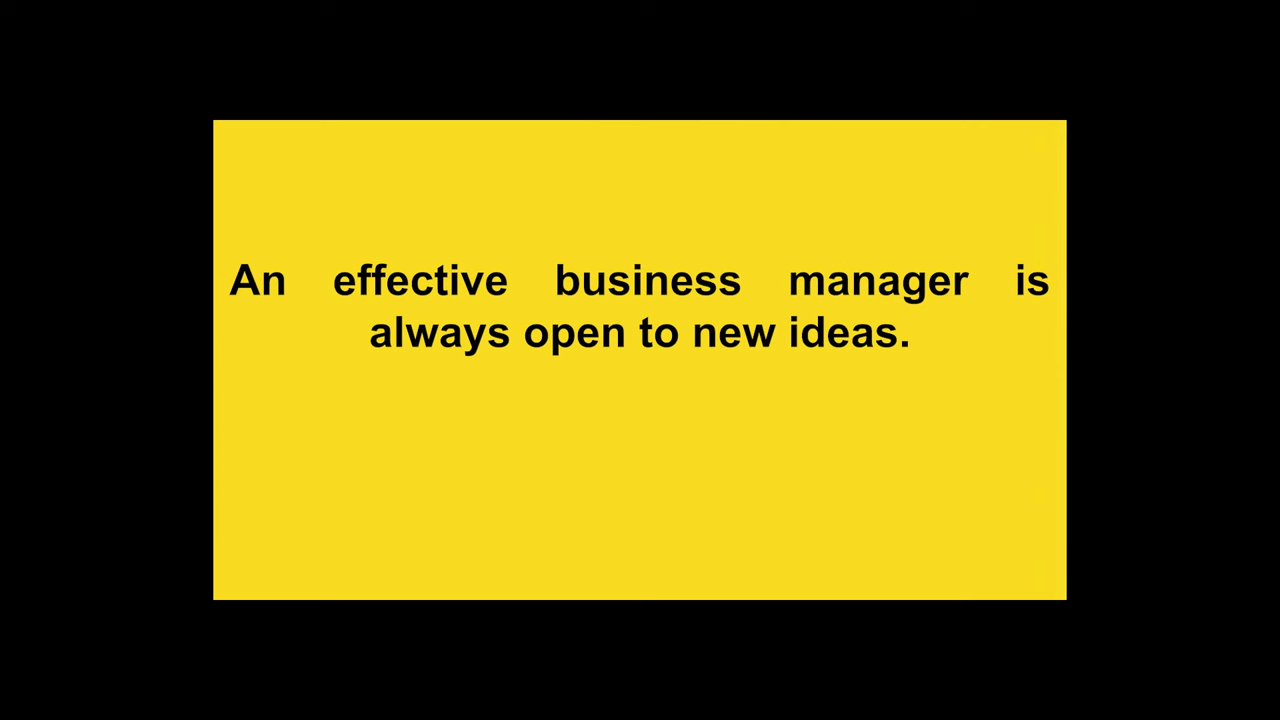 An effective business manager is
always open to new ideas.